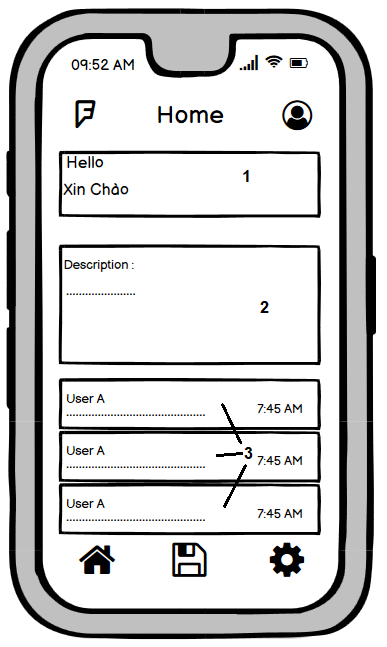 09:52 AM
Home
Hello
Xin Chào
1
Description :
......................
2
User A
............................................
7:45 AM
User A
............................................
3
7:45 AM
User A
............................................
7:45 AM